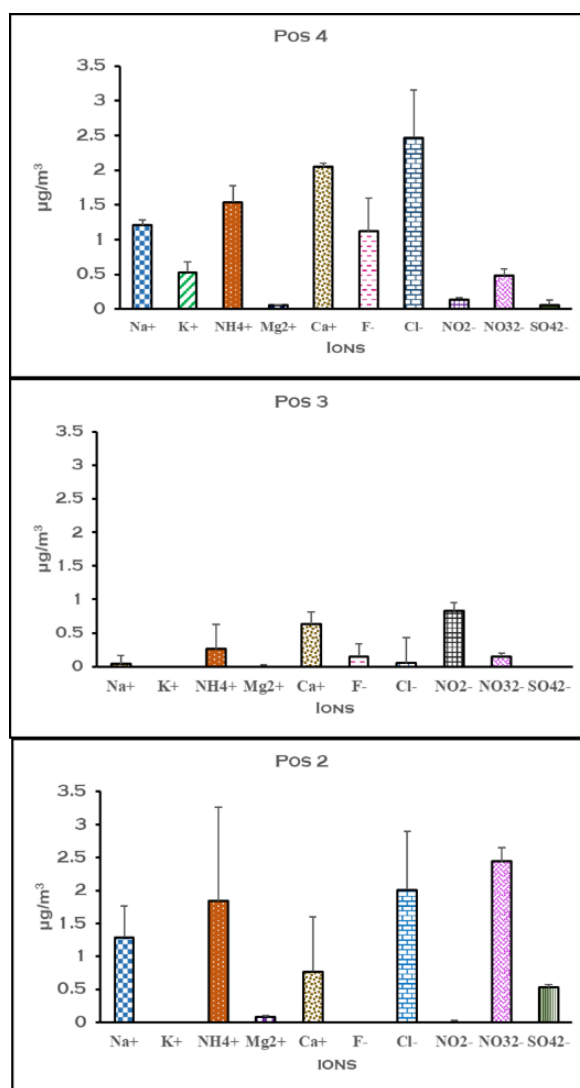 Pos 4
3.5
3
2.5
2
1.5
1
0.5
0
µg/m³
Na+ K+ NH4+ Mg2+ Ca+ F- Cl- NO2- NO32- SO42-
Ions
Pos 3
3.5
3
2.5
2
1.5
1
0.5
0
µg/m³
Na+ K+ NH4+ Mg2+ Ca+ F- Cl- NO2- NO32- SO42-
Ions
Pos 2
3.5
3
2.5
2
1.5
1
0.5
0
µg/m³
Na+ K+ NH4+ Mg2+ Ca+ F- Cl- NO2- NO32- SO42-
Ions